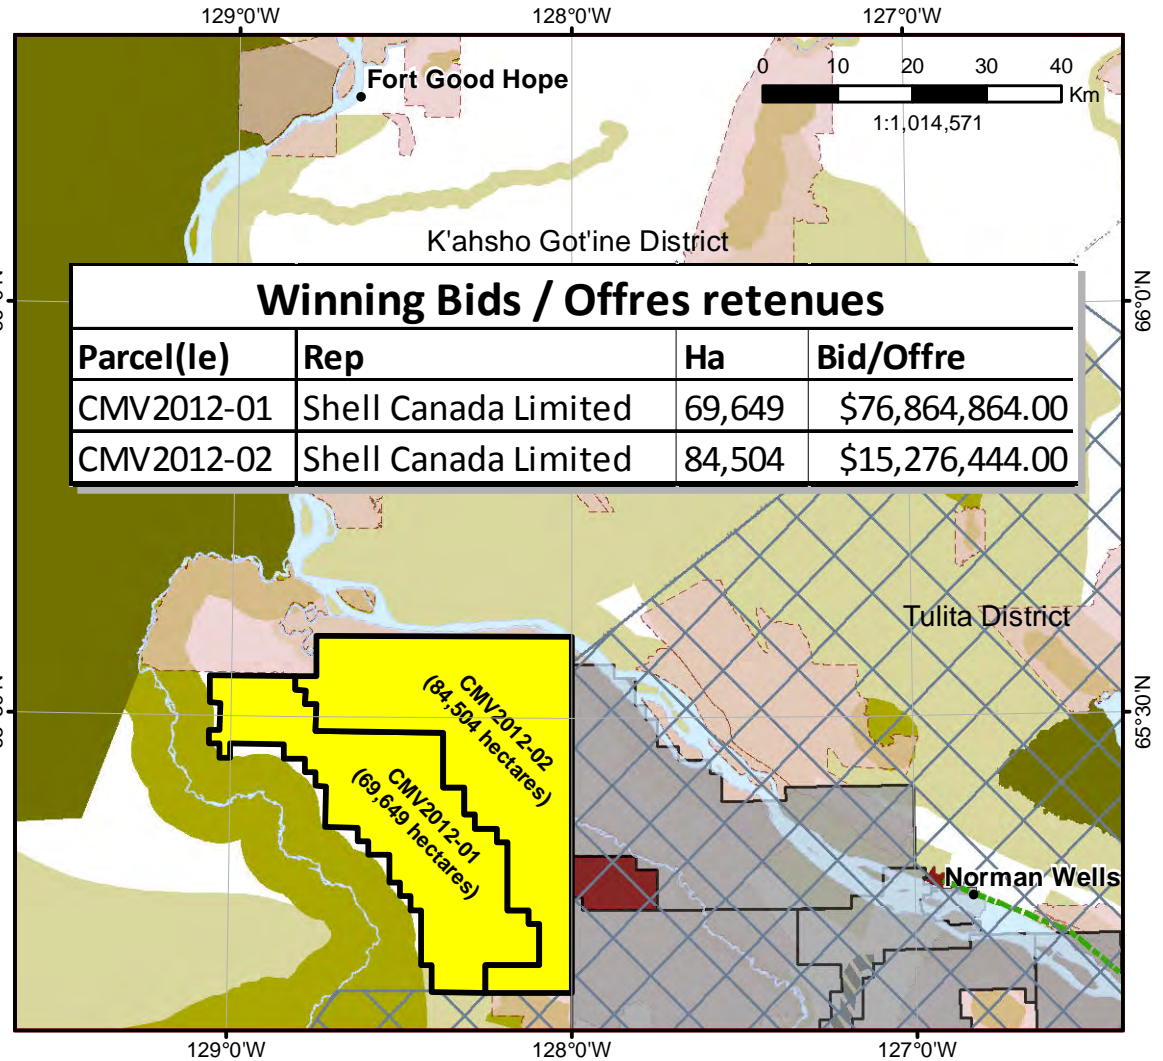 129°0'W 128°0'W 127°0'W
Fort Good Hope
0 10 20 30 40
Km
1:1,014,571
K'ahsho Got'ine District
66°0'N
Winning Bids / Offres retenues
Parcel(le) Rep Ha Bid/Offre
CMV2012-01 Shell Canada Limited 69,649 $76,864,864.00
CMV2012-02 Shell Canada Limited 84,504 $15,276,444.00
Tulita District
CMV2012-02
(84,504 hectares)
65°30'N
CMV2012-01
(69,649 hectares)
Norman Wells
129°0'W 128°0'W 127°0'W